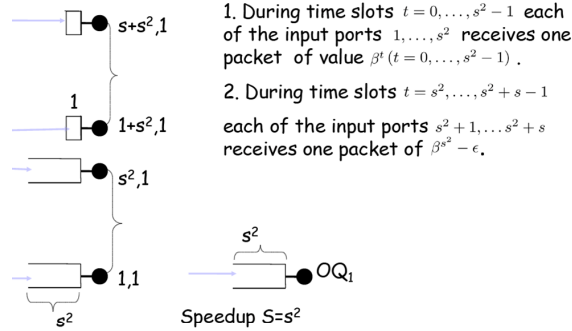 s+s²,1
1
1+s²,1
s²,1
1,1
s²
s²
OQ₁
Speedup S=s²
1. During time slots t = 0, . . . , s² − 1 each
of the input ports 1, . . . , s² receives one
packet of value βᵗ (t = 0, . . . , s² − 1) .
2. During time slots t = s², . . . , s² + s − 1
each of the input ports s² + 1, . . . s² + s
receives one packet of β^{s²} − ϵ.